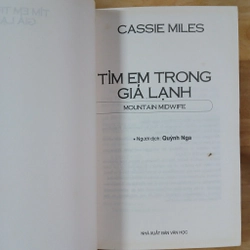 CASSIE MILES
TÌM EM TRONG
GIÁ LẠNH
MOUNTAIN MIDWIFE
• Người dịch: Quỳnh Nga
NHÀ XUẤT BẢN VĂN HỌC